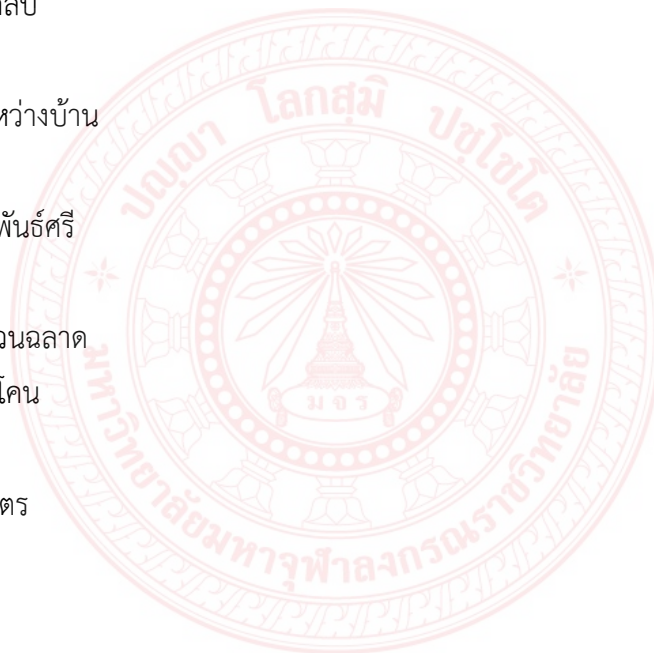 หว่างบ้าน
พันธ์ศรี
วนฉลาด
โคน
ตร
ปญฺญา โลกสฺมิ ปชฺโชโต
ม จ ร
มหาวิทยาลัยมหาจุฬาลงกรณราชวิทยาลัย